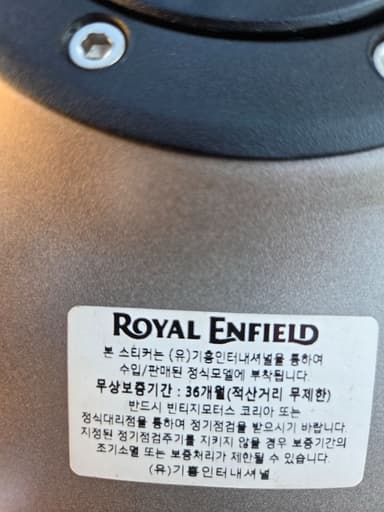 ROYAL ENFIELD
본 스티커는 (유)기흥인터내셔널을 통하여
수입/판매된 정식모델에 부착됩니다.
무상보증기간 : 36개월(적산거리 무제한)
반드시 빈티지모터스 코리아 또는
정식대리점을 통하여 정기점검을 받으시기 바랍니다.
지정된 정기점검주기를 지키지 않을 경우 보증기간의
조기소멸 또는 보증처리가 제한될 수 있습니다.
(유)기흥인터내셔널